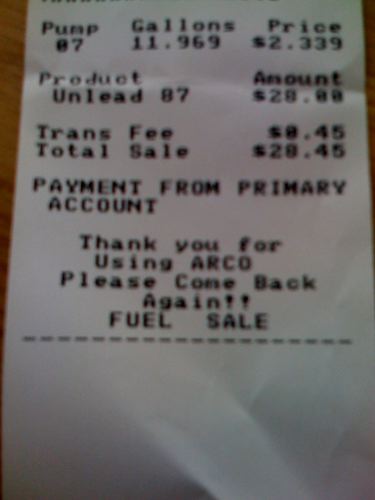 Pump Gallons Price
07 11.969 $2.339
Product Amount
Unlead 87 $28.00
Trans Fee $0.45
Total Sale $28.45
PAYMENT FROM PRIMARY
ACCOUNT
Thank you for
Using ARCO
Please Come Back
Again!!
FUEL SALE